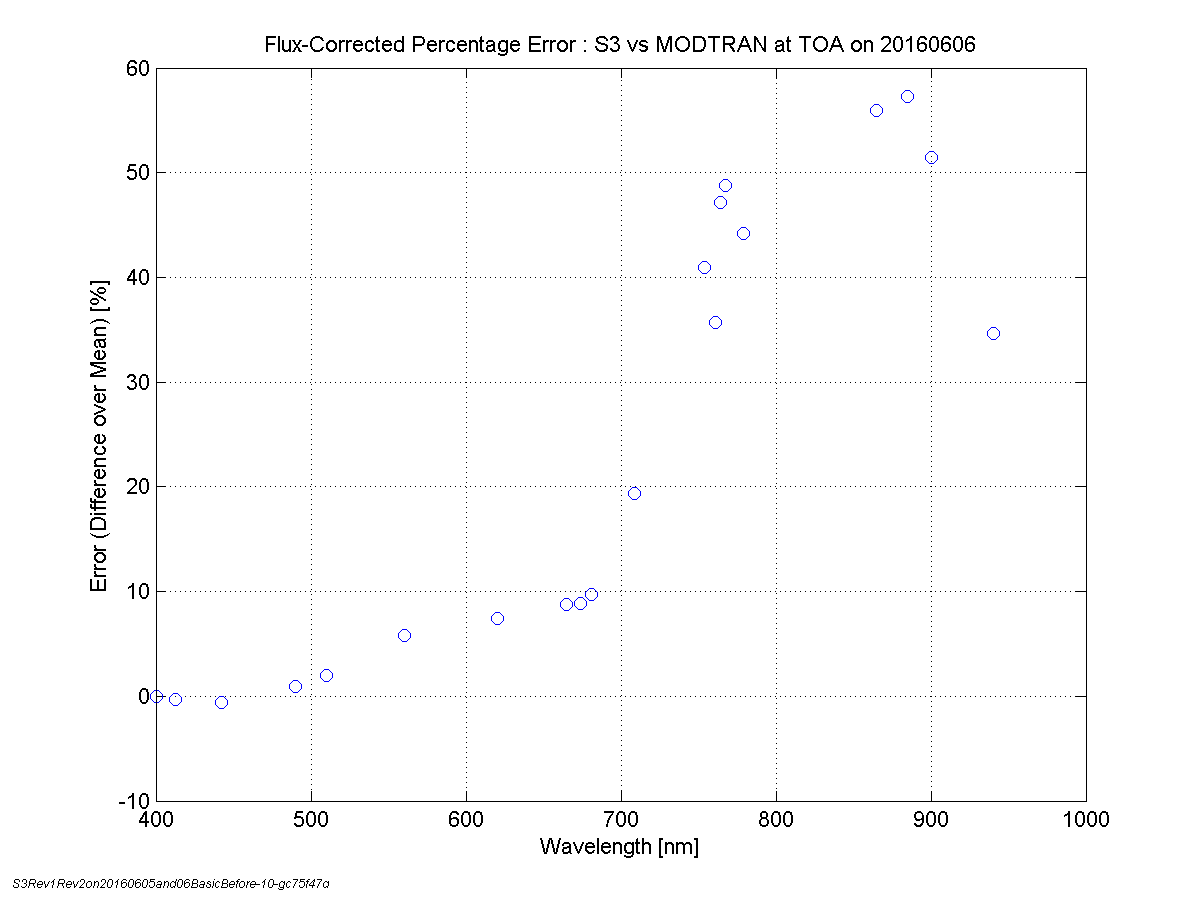 Flux-Corrected Percentage Error : S3 vs MODTRAN at TOA on 20160606
60
50
40
30
20
10
0
-10
Error (Difference over Mean) [%]
400 500 600 700 800 900 1000
Wavelength [nm]
S3Rev1Rev2on20160605and06BasicBefore-10-gc75f47a